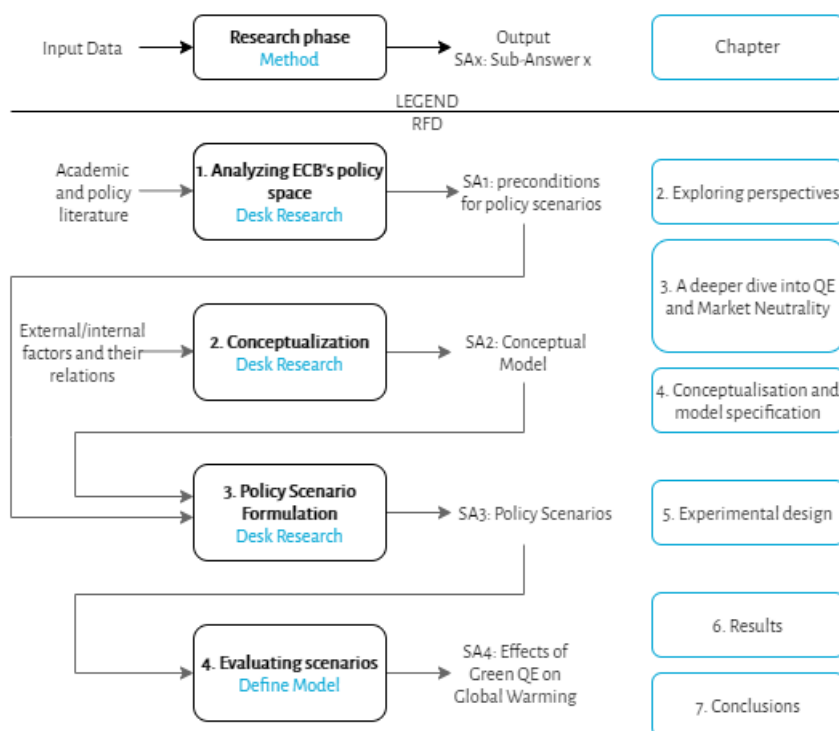 Input Data
Research phase
Method
Output
SAx: Sub-Answer x
Chapter
LEGEND
RFD
Academic
and policy
literature
1. Analyzing ECB's policy
space
Desk Research
SA1: preconditions
for policy scenarios
2. Exploring perspectives
3. A deeper dive into QE
and Market Neutrality
External/internal
factors and their
relations
2. Conceptualization
Desk Research
SA2: Conceptual
Model
4. Conceptualisation and
model specification
3. Policy Scenario
Formulation
Desk Research
SA3: Policy Scenarios
5. Experimental design
4. Evaluating scenarios
Define Model
SA4: Effects of
Green QE on
Global Warming
6. Results
7. Conclusions